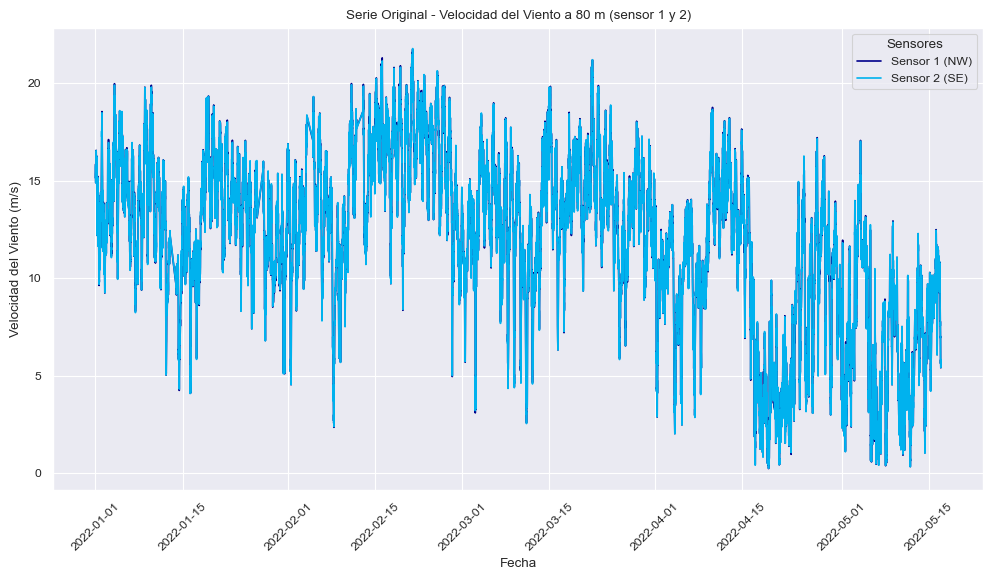 Serie Original - Velocidad del Viento a 80 m (sensor 1 y 2)
Sensores
Sensor 1 (NW)
Sensor 2 (SE)
Velocidad del Viento (m/s)
20
15
10
5
0
2022-01-01
2022-01-15
2022-02-01
2022-02-15
2022-03-01
2022-03-15
2022-04-01
2022-04-15
2022-05-01
2022-05-15
Fecha